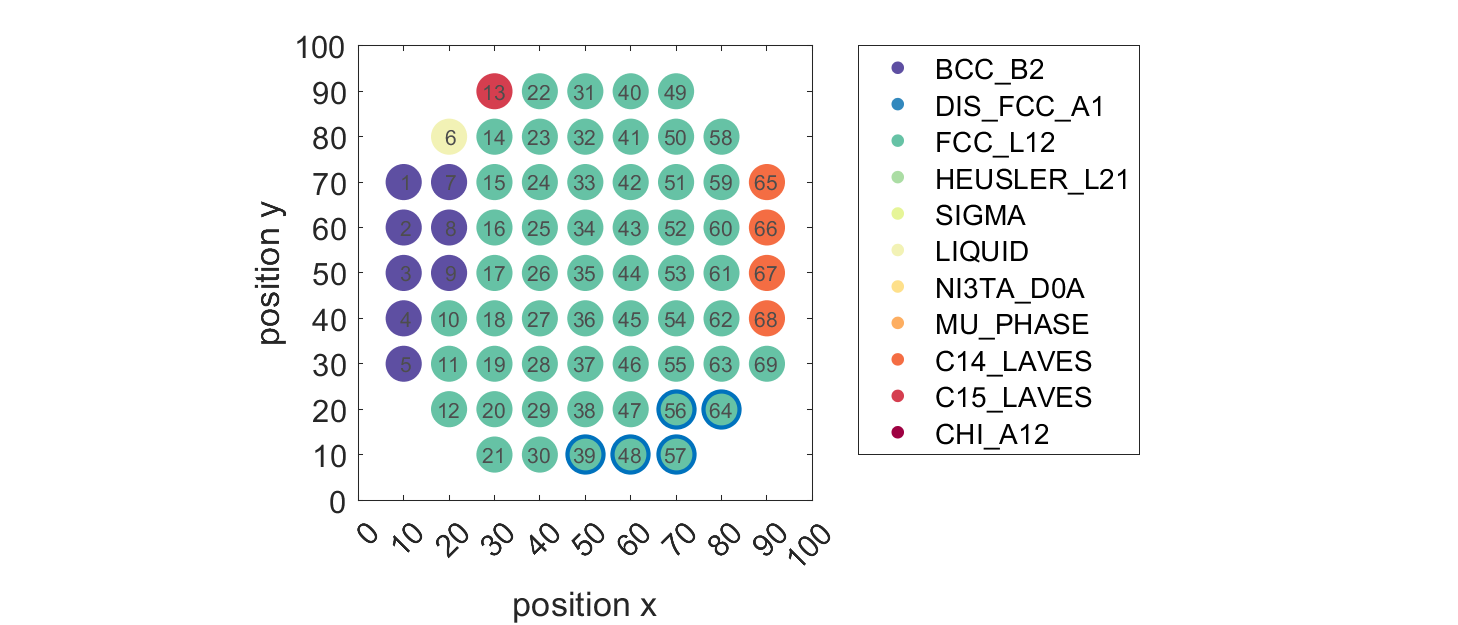 100
90
80
70
60
50
40
30
20
10
0
position y
13 22 31 40 49
6 14 23 32 41 50 58
1 7 15 24 33 42 51 59 65
2 8 16 25 34 43 52 60 66
3 9 17 26 35 44 53 61 67
4 10 18 27 36 45 54 62 68
5 11 19 28 37 46 55 63 69
12 20 29 38 47 56 64
21 30 39 48 57
0 10 20 30 40 50 60 70 80 90 100
position x
BCC_B2
DIS_FCC_A1
FCC_L12
HEUSLER_L21
SIGMA
LIQUID
NI3TA_D0A
MU_PHASE
C14_LAVES
C15_LAVES
CHI_A12